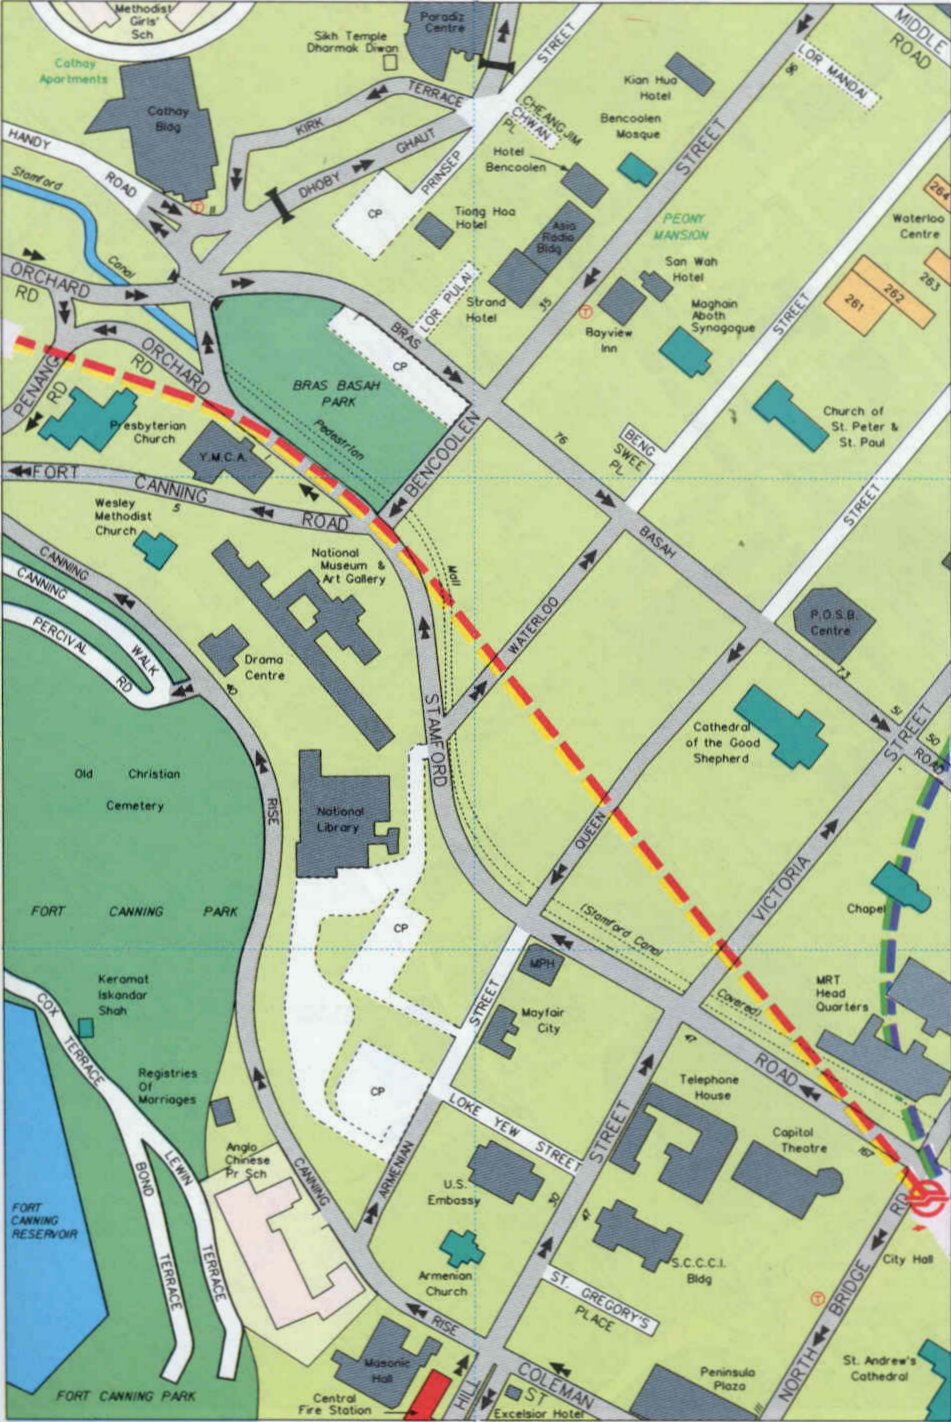 Methodist
Girls'
Sch
Paradiz
Centre
Sikh Temple
Dharmak Diwan
Cathay
Apartments
Cathay
Bldg
HANDY
ROAD
Stamford
Canal
KIRK
TERRACE
DHOBY
GHAUT
PRINSEP
STREET
CHEANG JIM
CHWAN
PL
CP
Tiong Hoa
Hotel
Hotel
Bencoolen
Kian Hua
Hotel
Bencoolen
Mosque
LOR MANDAI
MIDDLE
ROAD
STREET
PEONY
MANSION
Asia
Radio
Bldg
Strand
Hotel
35
LOR PULAI
San Wah
Hotel
Bayview
Inn
Maghain
Aboth
Synagogue
Waterloo
Centre
264
263
262
261
STREET
ORCHARD
RD
ORCHARD
RD
PENANG
RD
BRAS
CP
BRAS BASAH
PARK
Pedestrian
Mall
BENCOOLEN
Presbyterian
Church
Y.M.C.A.
FORT
CANNING
ROAD
5
Wesley
Methodist
Church
76
BENG
SWEE
PL
Church of
St. Peter &
St. Paul
STREET
BASAH
P.O.S.B.
Centre
73
51
50
ROAD
STREET
CANNING
CANNING
WALK
PERCIVAL
RD
National
Museum &
Art Gallery
Drama
Centre
40
WATERLOO
STAMFORD
Cathedral
of the Good
Shepherd
Old Christian
Cemetery
RISE
National
Library
QUEEN
VICTORIA
Chapel
FORT CANNING PARK
CP
(Stamford Canal
Covered)
MPH
STREET
Mayfair
City
MRT
Head
Quarters
COX
TERRACE
Keramat
Iskandar
Shah
Registries
Of
Marriages
CP
47
ROAD
Telephone
House
LOKE YEW STREET
STREET
Capitol
Theatre
167
Anglo
Chinese
Pr Sch
CANNING
ARMENIAN
U.S.
Embassy
50
47
LEWIN
TERRACE
BOND
TERRACE
FORT
CANNING
RESERVOIR
Armenian
Church
S.C.C.C.I.
Bldg
RD
City Hall
ST. GREGORY'S
PLACE
NORTH
BRIDGE
RISE
Masonic
Hall
COLEMAN
ST
HILL
Excelsior Hotel
Central
Fire Station
Peninsula
Plaza
111
St. Andrew's
Cathedral
FORT CANNING PARK